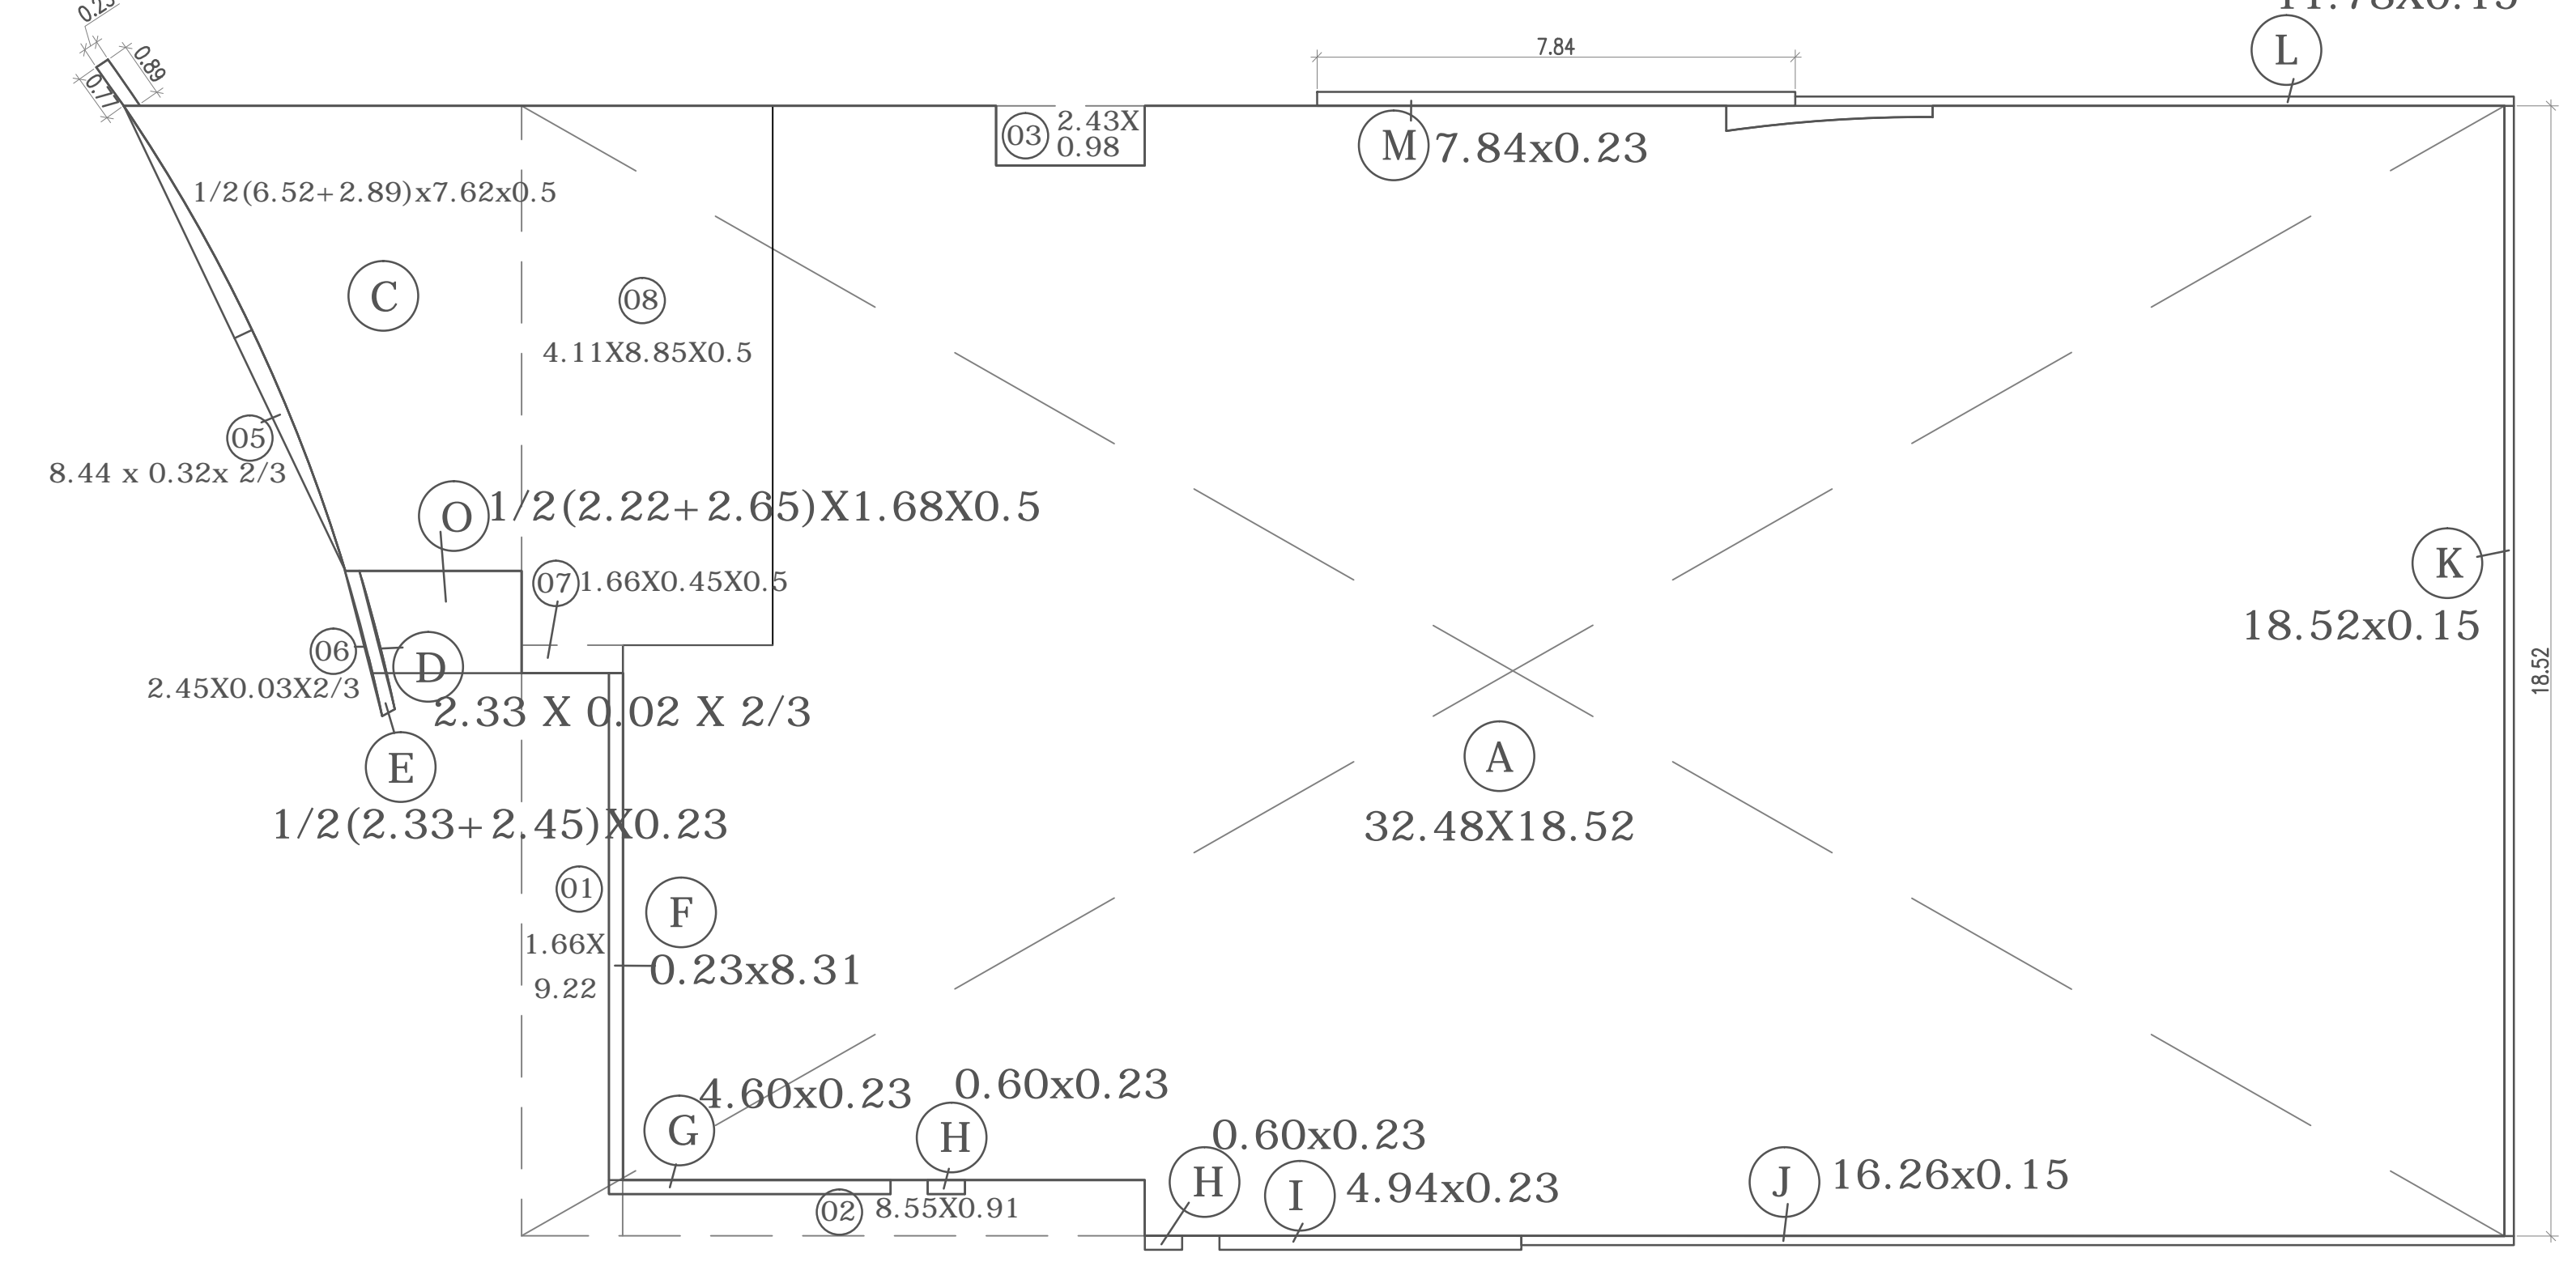 0.23
11.78X0.15
L
7.84
0.89
0.77
03
2.43X
0.98
M
7.84x0.23
1/2(6.52+2.89)x7.62x0.5
C
08
4.11X8.85X0.5
05
8.44 x 0.32x 2/3
O
1/2(2.22+2.65)X1.68X0.5
07
1.66X0.45X0.5
K
18.52x0.15
18.52
06
D
2.45X0.03X2/3
2.33 X 0.02 X 2/3
E
1/2(2.33+2.45)X0.23
A
32.48X18.52
01
1.66X
9.22
F
0.23x8.31
G
4.60x0.23
H
0.60x0.23
H
0.60x0.23
I
4.94x0.23
J
16.26x0.15
02
8.55X0.91